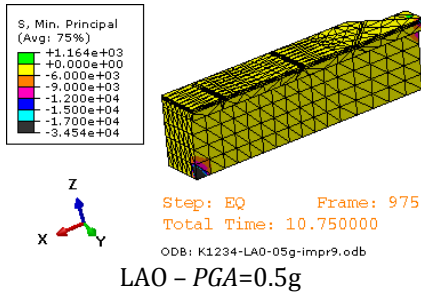 S, Min. Principal
(Avg: 75%)
+1.164e+03
+0.000e+00
-6.000e+03
-9.000e+03
-1.200e+04
-1.500e+04
-1.700e+04
-3.454e+04
Z
X
Y
Step: EQ Frame: 975
Total Time: 10.750000
ODB: K1234-LA0-05g-impr9.odb
LAO – PGA=0.5g